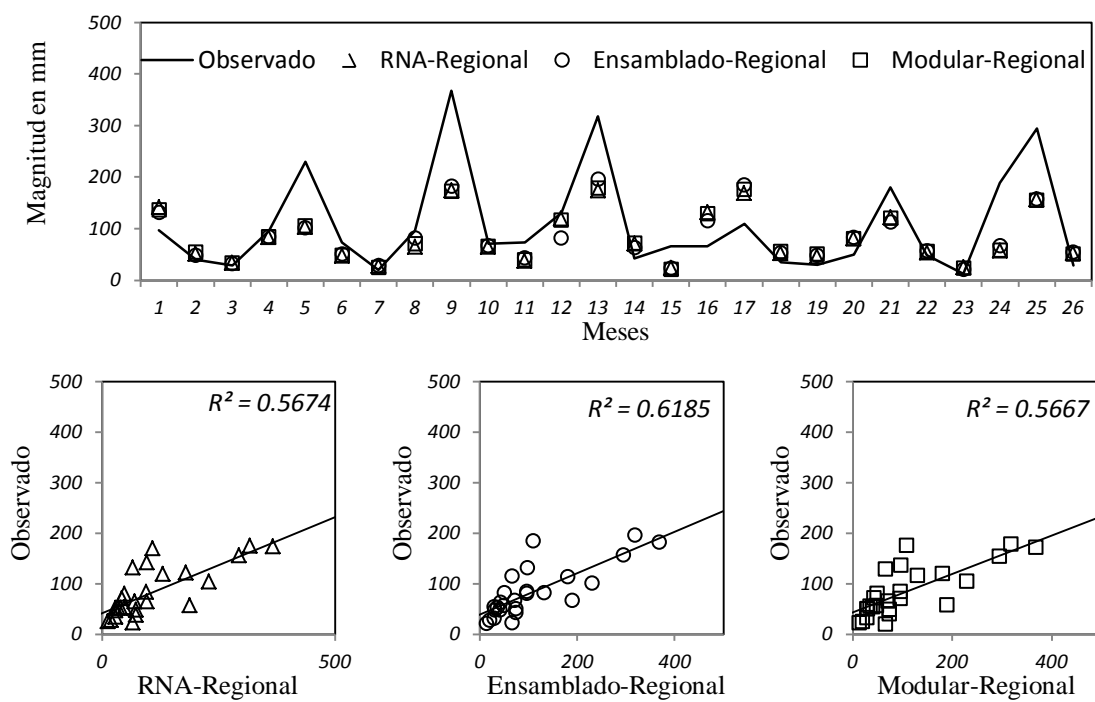 500
400
300
200
100
0
Magnitud en mm
Observado RNA-Regional Ensamblado-Regional Modular-Regional
1 2 3 4 5 6 7 8 9 10 11 12 13 14 15 16 17 18 19 20 21 22 23 24 25 26
Meses
500
400
300
200
100
0
Observado
R² = 0.5674
0 500
RNA-Regional
500
400
300
200
100
0
Observado
R² = 0.6185
0 200 400
Ensamblado-Regional
500
400
300
200
100
0
Observado
R² = 0.5667
0 200 400
Modular-Regional